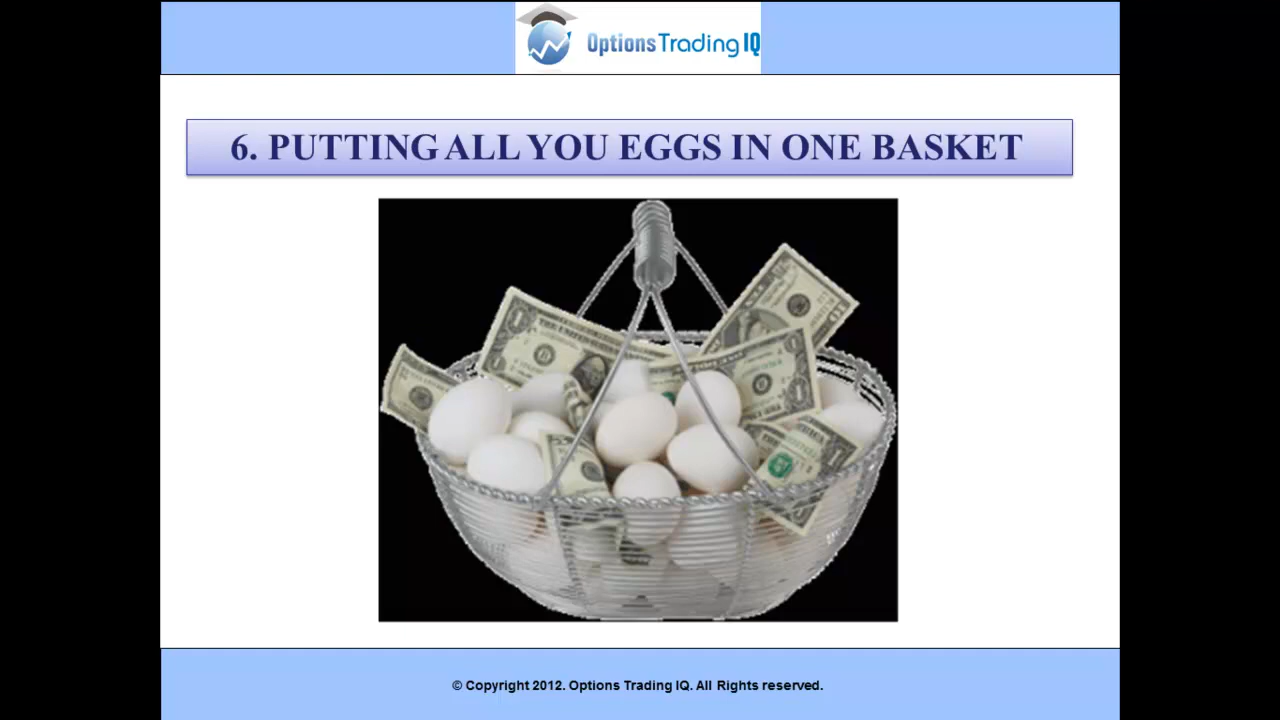 Options Trading IQ
6. PUTTING ALL YOU EGGS IN ONE BASKET
© Copyright 2012. Options Trading IQ. All Rights reserved.